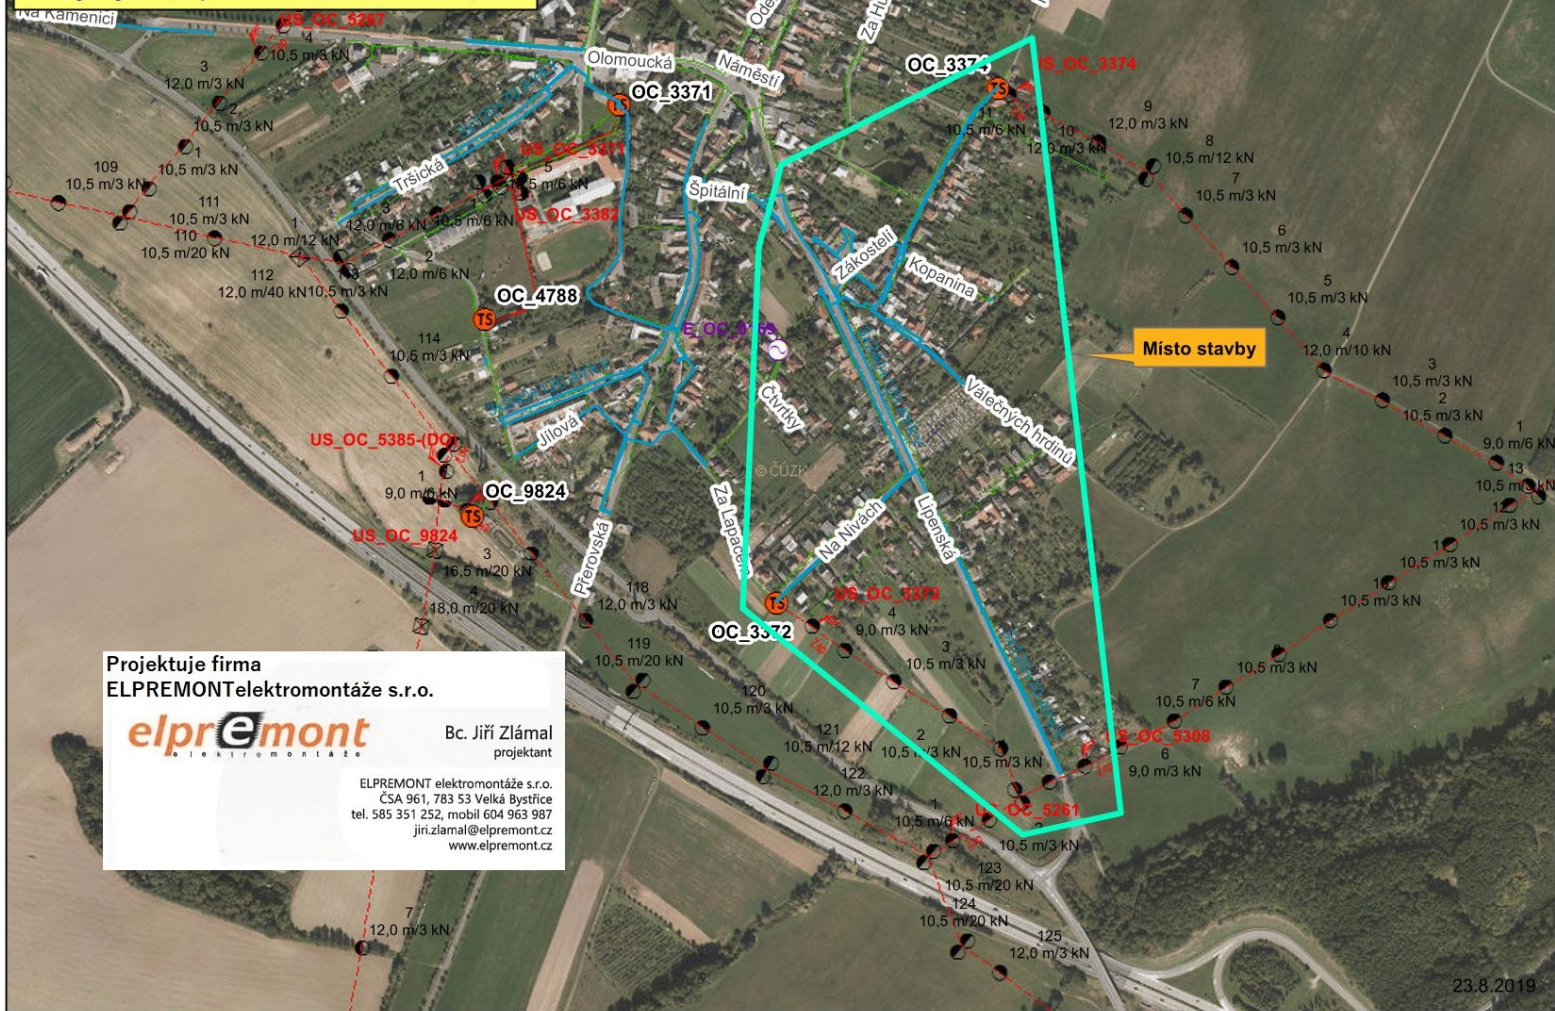 Na Kamenici
US_OC_5267
4
10,5 m/3 kN
3
12,0 m/3 kN
2
10,5 m/3 kN
1
10,5 m/3 kN
109
10,5 m/3 kN
111
10,5 m/3 kN
110
10,5 m/20 kN
1
12,0 m/12 kN
112
12,0 m/40 kN
113
10,5 m/3 kN
114
10,5 m/3 kN
Olomoucká
Náměstí
Za Hu
OC_3371
OC_3374
US_OC_3374
11
10,5 m/6 kN
10
12,0 m/3 kN
9
12,0 m/3 kN
8
10,5 m/12 kN
7
10,5 m/3 kN
6
10,5 m/3 kN
5
10,5 m/3 kN
4
12,0 m/10 kN
3
10,5 m/3 kN
2
10,5 m/3 kN
1
9,0 m/6 kN
13
10,5 m/3 kN
12
10,5 m/3 kN
11
10,5 m/3 kN
10,5 m/3 kN
10,5 m/3 kN
7
10,5 m/6 kN
US_OC_5308
6
9,0 m/3 kN
Tršická
US_OC_3371
5
10,5 m/6 kN
US_OC_3382
3
12,0 m/6 kN
10,5 m/6 kN
2
12,0 m/6 kN
Špitální
Zákostelí
Kopanina
OC_4788
TS
Místo stavby
Čtvrtky
Válečných hrdinů
Jílová
© ČÚZK
US_OC_5385-(DO)
1
9,0 m/6 kN
OC_9824
TS
US_OC_9824
3
16,5 m/20 kN
4
18,0 m/20 kN
Přerovská
Za Lapačem
Na Nivách
Lipenská
TS
OC_3372
US_OC_3372
4
9,0 m/3 kN
3
10,5 m/3 kN
2
10,5 m/3 kN
10,5 m/3 kN
118
12,0 m/3 kN
119
10,5 m/20 kN
120
10,5 m/3 kN
121
10,5 m/12 kN
122
12,0 m/3 kN
1
10,5 m/6 kN
US_OC_5261
10,5 m/3 kN
123
10,5 m/20 kN
124
10,5 m/20 kN
125
12,0 m/3 kN
7
12,0 m/3 kN
Projektuje firma
ELPREMONTelektromontáže s.r.o.
elpremont
elektromontáže
Bc. Jiří Zlámal
projektant
ELPREMONT elektromontáže s.r.o.
ČSA 961, 783 53 Velká Bystřice
tel. 585 351 252, mobil 604 963 987
jiri.zlamal@elpremont.cz
www.elpremont.cz
23.8.2019